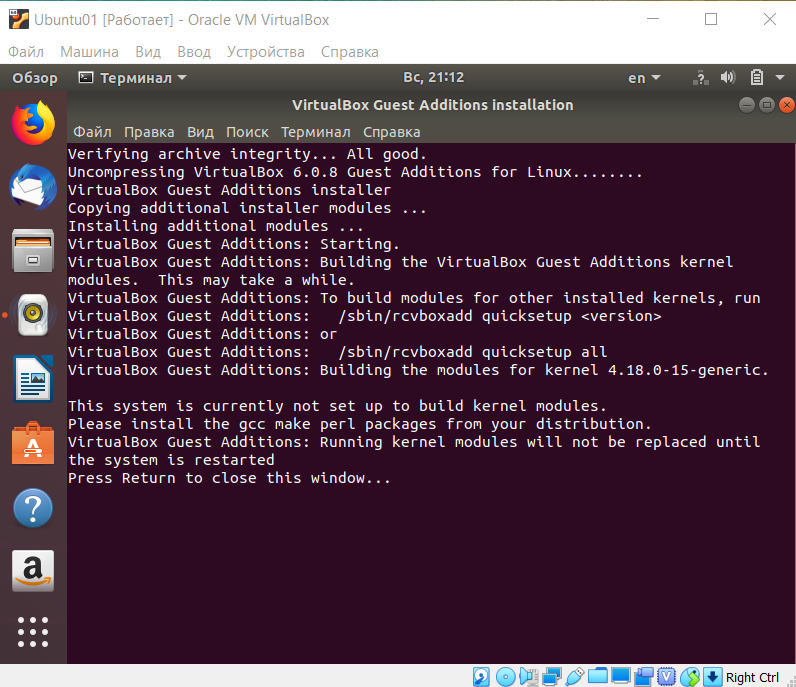 Ubuntu01 [Работает] - Oracle VM VirtualBox
Файл Машина Вид Ввод Устройства Справка
Обзор Терминал Вс, 21:12 en
VirtualBox Guest Additions installation
Файл Правка Вид Поиск Терминал Справка
Verifying archive integrity... All good.
Uncompressing VirtualBox 6.0.8 Guest Additions for Linux........
VirtualBox Guest Additions installer
Copying additional installer modules ...
Installing additional modules ...
VirtualBox Guest Additions: Starting.
VirtualBox Guest Additions: Building the VirtualBox Guest Additions kernel
modules.  This may take a while.
VirtualBox Guest Additions: To build modules for other installed kernels, run
VirtualBox Guest Additions:   /sbin/rcvboxadd quicksetup <version>
VirtualBox Guest Additions: or
VirtualBox Guest Additions:   /sbin/rcvboxadd quicksetup all
VirtualBox Guest Additions: Building the modules for kernel 4.18.0-15-generic.
This system is currently not set up to build kernel modules.
Please install the gcc make perl packages from your distribution.
VirtualBox Guest Additions: Running kernel modules will not be replaced until
the system is restarted
Press Return to close this window...
Right Ctrl